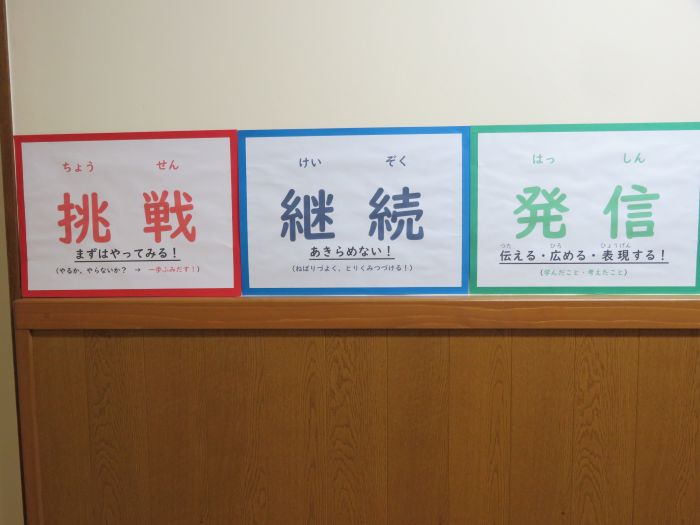 ちょう せん
挑 戦
まずはやってみる！
（やるか，やらないか？ → 一歩ふみだす！）
けい ぞく
継 続
あきらめない！
（ねばりづよく，とりくみつづける！）
はっ しん
発 信
つた ひろ ひょうげん
伝える・広める・表現する！
（学んだこと・考えたこと）